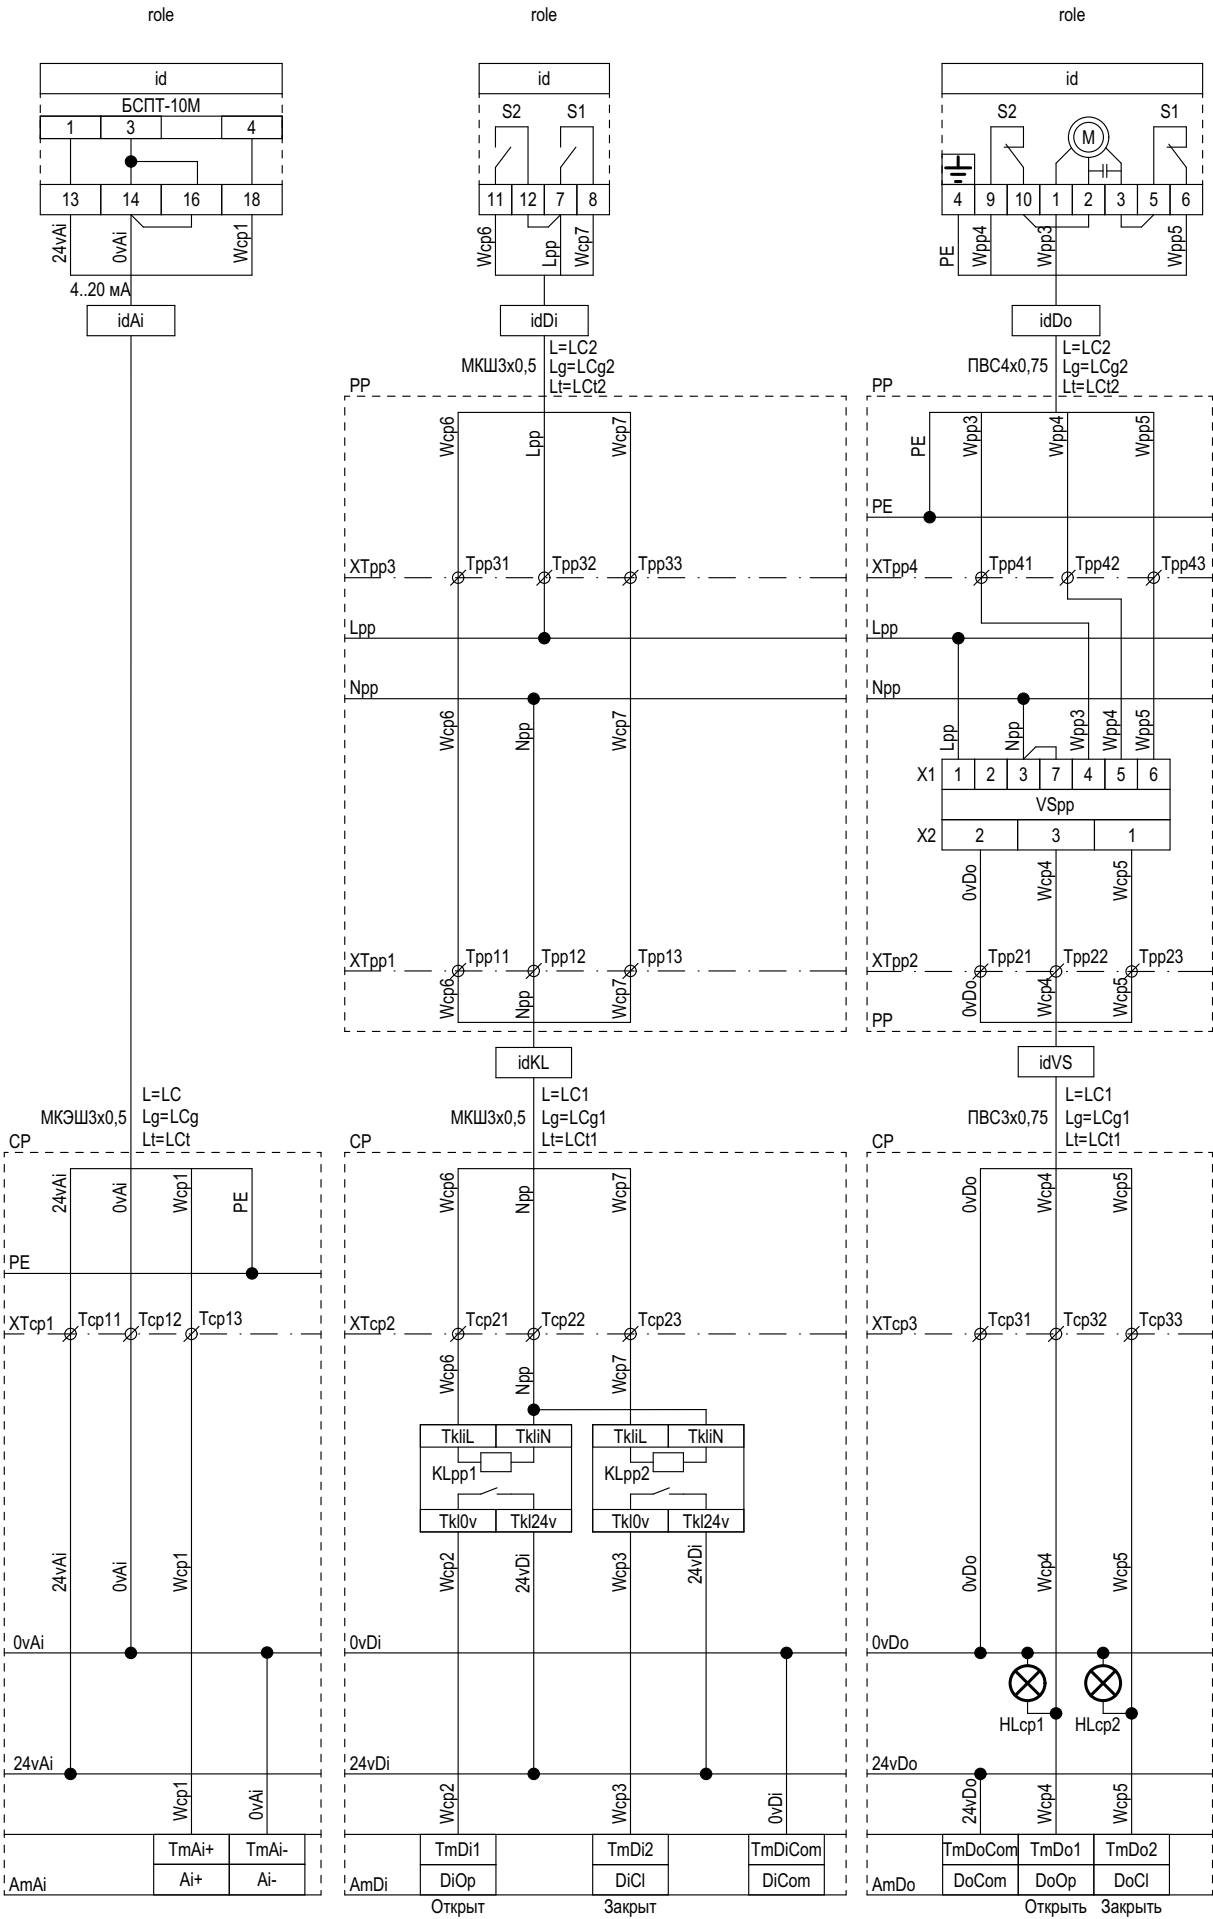 role role role
id id id
БСПТ-10М
S2 S1 S2 M S1
1 3 4
13 14 16 18
11 12 7 8
4 9 10 1 2 3 5 6
24vAi 0vAi Wcp1
Wcp6 Lpp Wcp7
PE Wpp4 Wpp3 Wpp5
4..20 мА
idAi idDi idDo
МКШ3х0,5
L=LC2
Lg=LCg2
Lt=LCt2
ПВС4х0,75
L=LC2
Lg=LCg2
Lt=LCt2
PP PP
Wcp6 Lpp Wcp7
PE Wpp3 Wpp4 Wpp5
PE
XTpp3 Tpp31 Tpp32 Tpp33
XTpp4 Tpp41 Tpp42 Tpp43
Lpp Lpp
Npp Npp
Wcp6 Npp Wcp7
Lpp Npp Wpp3 Wpp4 Wpp5
X1 1 2 3 7 4 5 6
VSpp
X2 2 3 1
0vDo Wcp4 Wcp5
XTpp1 Tpp11 Tpp12 Tpp13
XTpp2 Tpp21 Tpp22 Tpp23
Wcp6 Npp Wcp7
0vDo Wcp4 Wcp5
PP
idKL idVS
МКЭШ3х0,5
L=LC
Lg=LCg
Lt=LCt
МКШ3х0,5
L=LC1
Lg=LCg1
Lt=LCt1
ПВС3х0,75
L=LC1
Lg=LCg1
Lt=LCt1
CP CP CP
24vAi 0vAi Wcp1 PE
Wcp6 Npp Wcp7
0vDo Wcp4 Wcp5
PE
XTcp1 Tcp11 Tcp12 Tcp13
XTcp2 Tcp21 Tcp22 Tcp23
XTcp3 Tcp31 Tcp32 Tcp33
Wcp6 Npp Wcp7
TkliL TkliN TkliL TkliN
KLpp1 KLpp2
Tkl0v Tkl24v Tkl0v Tkl24v
24vAi 0vAi Wcp1
Wcp2 24vDi Wcp3 24vDi
0vDo Wcp4 Wcp5
0vAi 0vDi 0vDo
HLcp1 HLcp2
24vAi 24vDi 24vDo
Wcp1 0vAi
Wcp2 Wcp3 0vDi
24vDo Wcp4 Wcp5
TmAi+ TmAi- TmDi1 TmDi2 TmDiCom TmDoCom TmDo1 TmDo2
AmAi Ai+ Ai- AmDi DiOp DiCl DiCom AmDo DoCom DoOp DoCl
Открыт Закрыт Открыть Закрыть